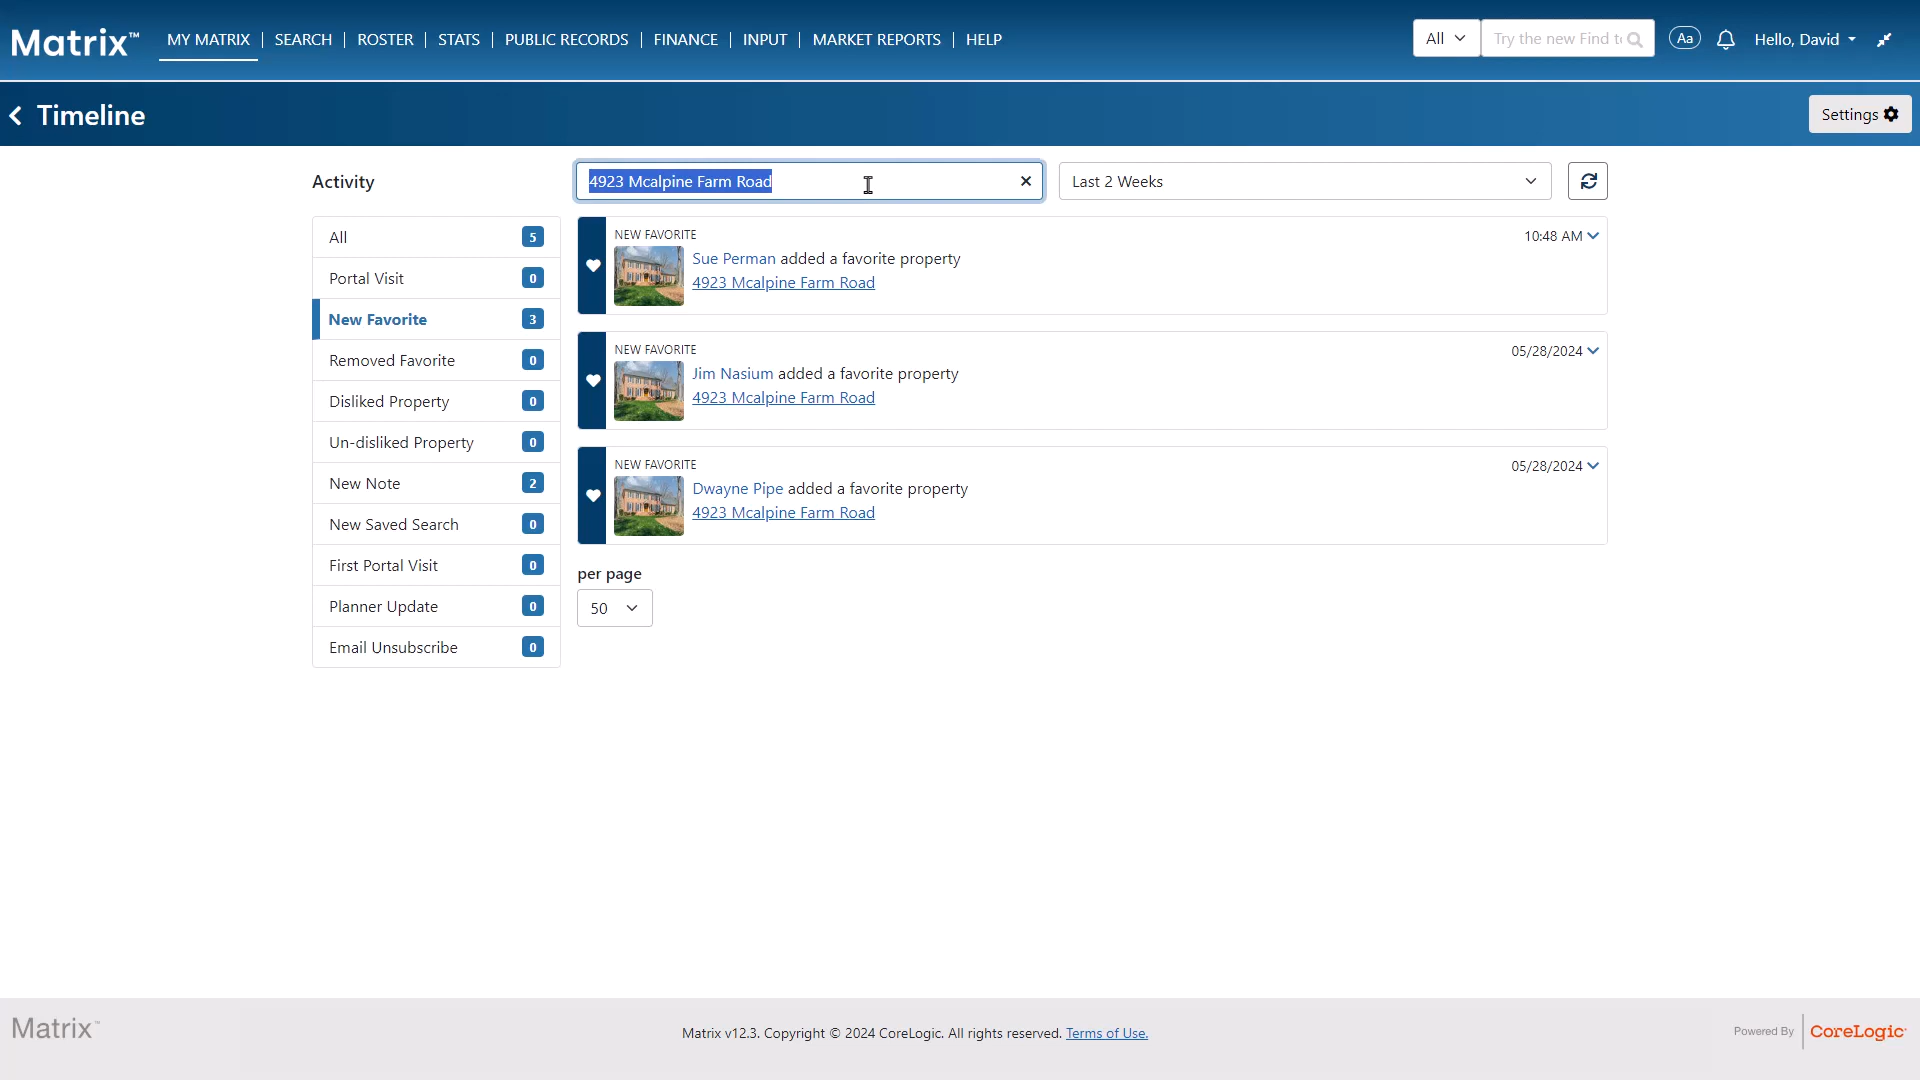 Matrix™ MY MATRIX | SEARCH | ROSTER | STATS | PUBLIC RECORDS | FINANCE | INPUT | MARKET REPORTS | HELP All Try the new Find t Aa Hello, David
Timeline Settings
Activity 4923 Mcalpine Farm Road × Last 2 Weeks
All 5
Portal Visit 0
New Favorite 3
Removed Favorite 0
Disliked Property 0
Un-disliked Property 0
New Note 2
New Saved Search 0
First Portal Visit 0
Planner Update 0
Email Unsubscribe 0
NEW FAVORITE 10:48 AM
Sue Perman added a favorite property
4923 Mcalpine Farm Road
NEW FAVORITE 05/28/2024
Jim Nasium added a favorite property
4923 Mcalpine Farm Road
NEW FAVORITE 05/28/2024
Dwayne Pipe added a favorite property
4923 Mcalpine Farm Road
per page
50
Matrix™ Matrix v12.3. Copyright © 2024 CoreLogic. All rights reserved. Terms of Use. Powered By CoreLogic